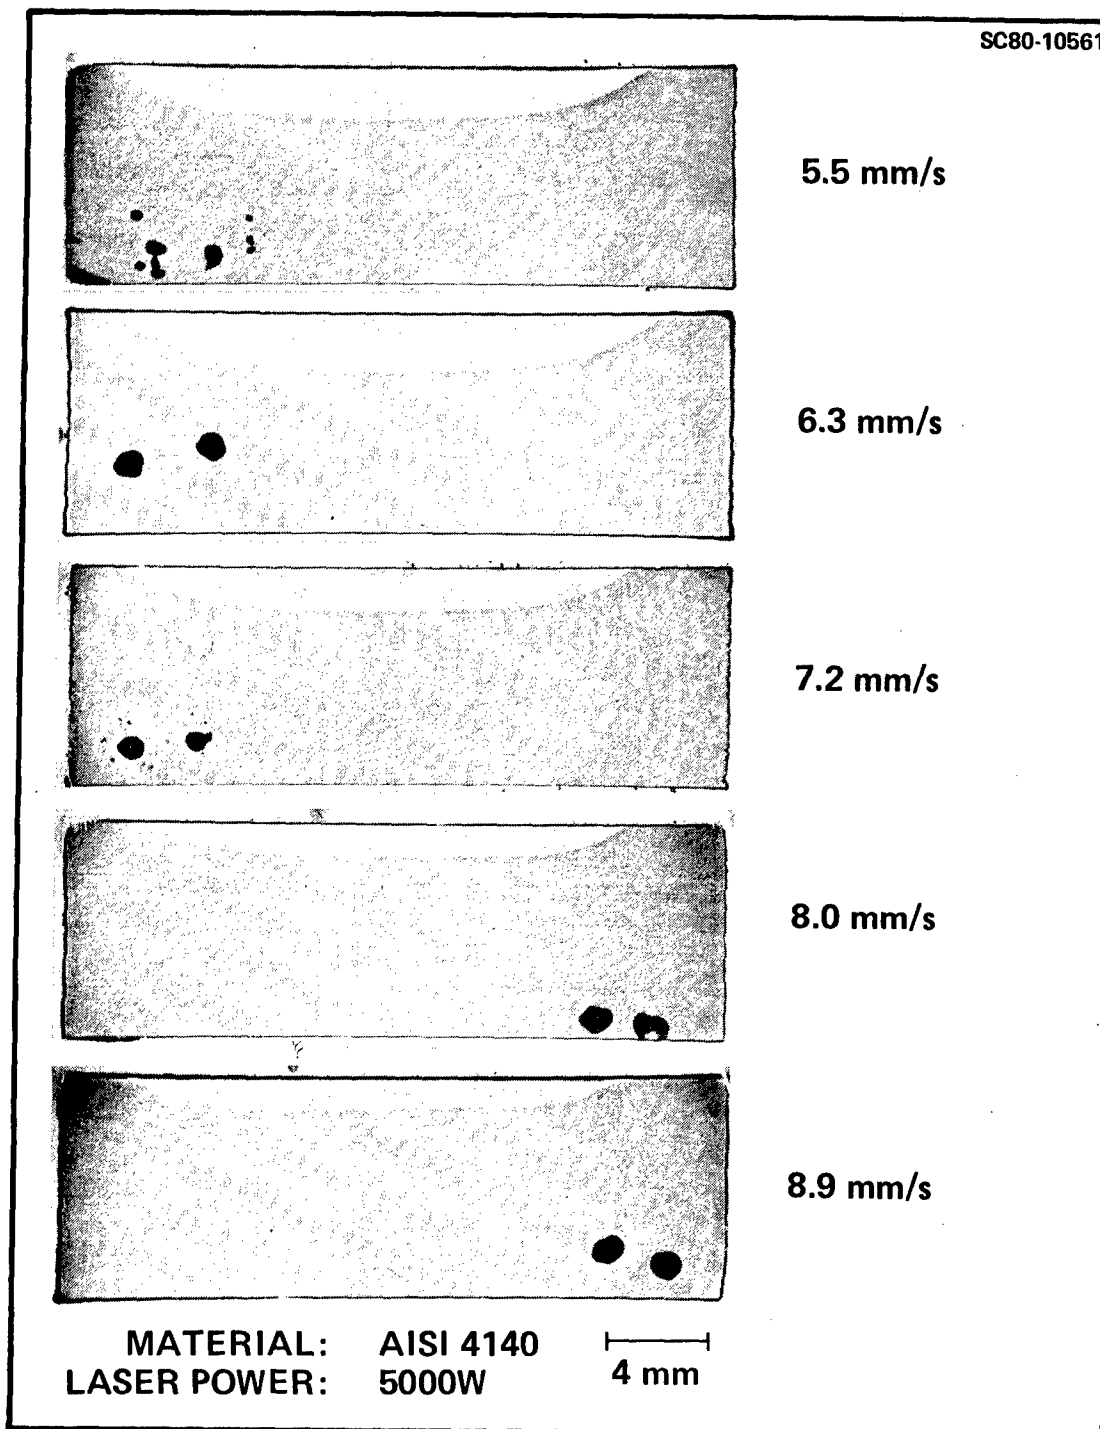 SC80-10561
5.5 mm/s
6.3 mm/s
7.2 mm/s
8.0 mm/s
8.9 mm/s
MATERIAL: AISI 4140
LASER POWER: 5000W
4 mm